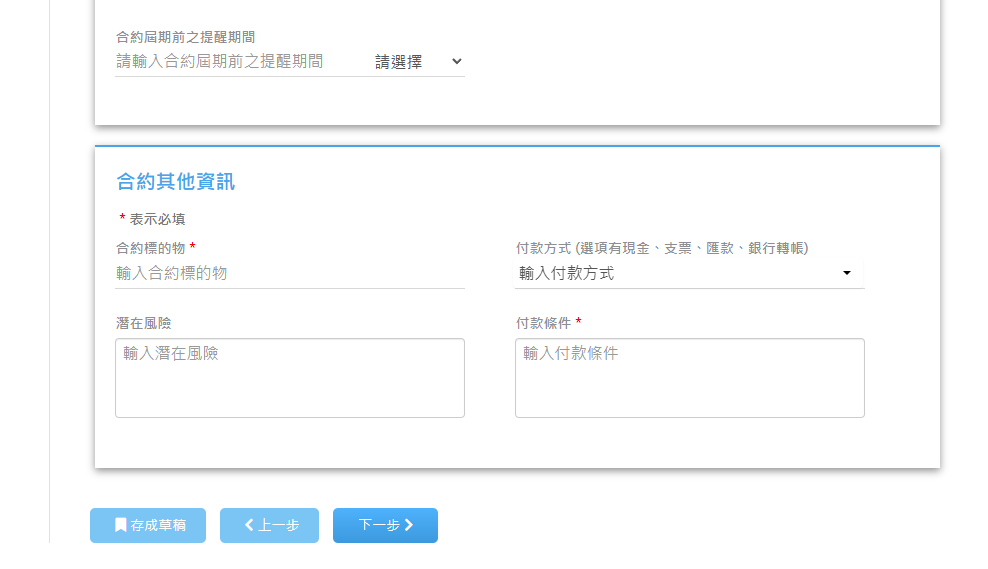 合約屆期前之提醒期間
請輸入合約屆期前之提醒期間 請選擇
合約其他資訊
* 表示必填
合約標的物 *
輸入合約標的物
付款方式 (選項有現金、支票、匯款、銀行轉帳)
輸入付款方式
潛在風險
輸入潛在風險
付款條件 *
輸入付款條件
存成草稿
上一步
下一步